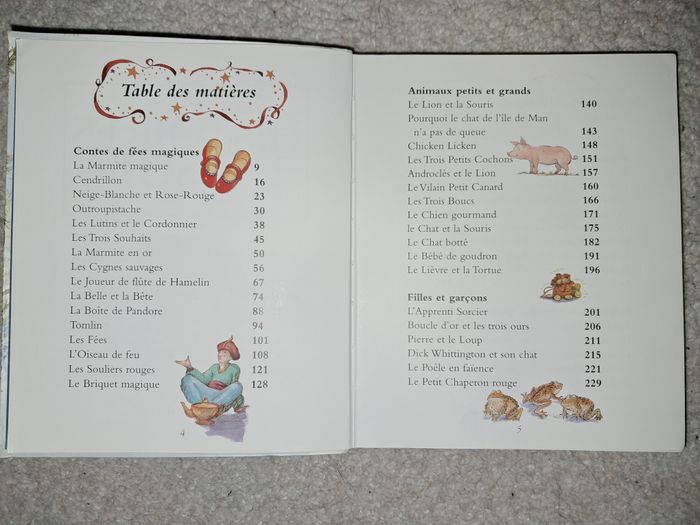 Table des matières
Contes de fées magiques
La Marmite magique 9
Cendrillon 16
Neige-Blanche et Rose-Rouge 23
Outroupistache 30
Les Lutins et le Cordonnier 38
Les Trois Souhaits 45
La Marmite en or 50
Les Cygnes sauvages 56
Le Joueur de flûte de Hamelin 67
La Belle et la Bête 74
La Boîte de Pandore 88
Tomlin 94
Les Fées 101
L'Oiseau de feu 108
Les Souliers rouges 121
Le Briquet magique 128
4
Animaux petits et grands
Le Lion et la Souris 140
Pourquoi le chat de l'île de Man
n'a pas de queue 143
Chicken Licken 148
Les Trois Petits Cochons 151
Androclès et le Lion 157
Le Vilain Petit Canard 160
Les Trois Boucs 166
Le Chien gourmand 171
le Chat et la Souris 175
Le Chat botté 182
Le Bébé de goudron 191
Le Lièvre et la Tortue 196
Filles et garçons
L'Apprenti Sorcier 201
Boucle d'or et les trois ours 206
Pierre et le Loup 211
Dick Whittington et son chat 215
Le Poêle en faïence 221
Le Petit Chaperon rouge 229
5